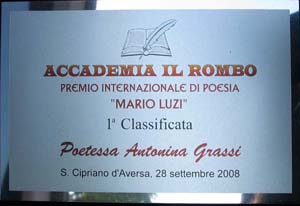 ACCADEMIA IL ROMBO
PREMIO INTERNAZIONALE DI POESIA
"MARIO LUZI"
1ª Classificata
Poetessa Antonina Grassi
S. Cipriano d'Aversa, 28 settembre 2008